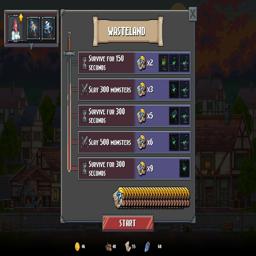 WASTELAND
SURVIVE FOR 150
SECONDS
x2
SLAY 300 MONSTERS
x3
SURVIVE FOR 300
SECONDS
x5
SLAY 500 MONSTERS
x6
SURVIVE FOR 300
SECONDS
x9
START